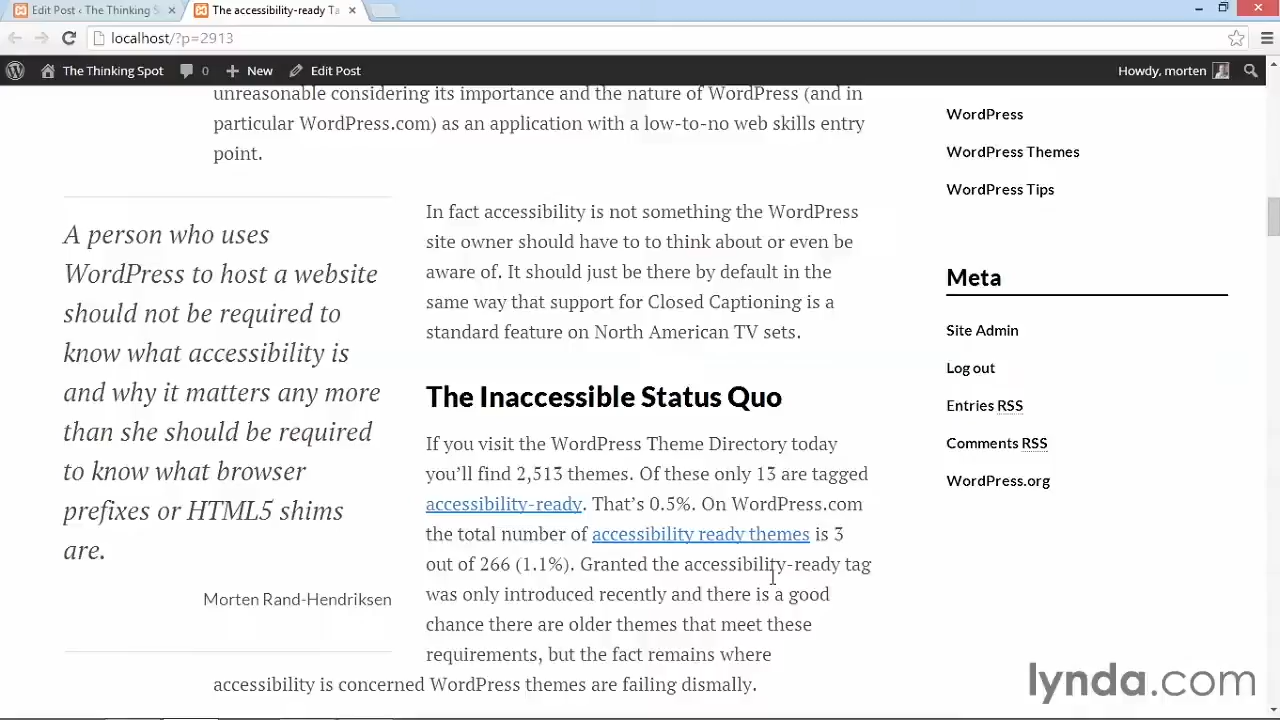 Edit Post ‹ The Thinking S
The accessibility-ready Ta
localhost/?p=2913
The Thinking Spot
0
New
Edit Post
Howdy, morten
unreasonable considering its importance and the nature of WordPress (and in
particular WordPress.com) as an application with a low-to-no web skills entry
point.
A person who uses
WordPress to host a website
should not be required to
know what accessibility is
and why it matters any more
than she should be required
to know what browser
prefixes or HTML5 shims
are.
Morten Rand-Hendriksen
In fact accessibility is not something the WordPress
site owner should have to to think about or even be
aware of. It should just be there by default in the
same way that support for Closed Captioning is a
standard feature on North American TV sets.
The Inaccessible Status Quo
If you visit the WordPress Theme Directory today
you’ll find 2,513 themes. Of these only 13 are tagged
accessibility-ready. That’s 0.5%. On WordPress.com
the total number of accessibility ready themes is 3
out of 266 (1.1%). Granted the accessibility-ready tag
was only introduced recently and there is a good
chance there are older themes that meet these
requirements, but the fact remains where
accessibility is concerned WordPress themes are failing dismally.
WordPress
WordPress Themes
WordPress Tips
Meta
Site Admin
Log out
Entries RSS
Comments RSS
WordPress.org
lynda.com